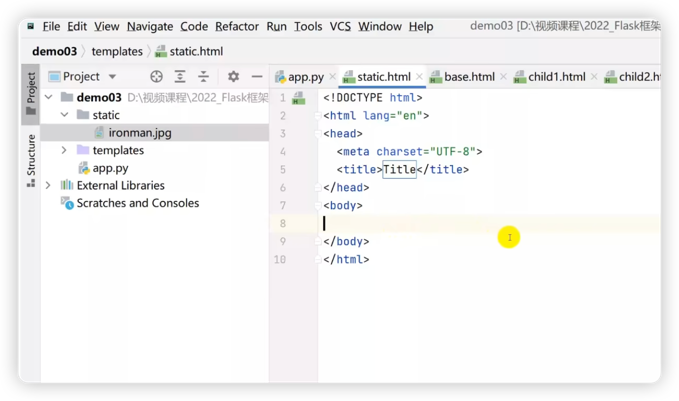 File Edit View Navigate Code Refactor Run Tools VCS Window Help demo03 [D:\视频课程\2022_Flask框架
demo03 templates static.html
Project app.py static.html base.html child1.html child2.h
Project
Structure
demo03 D:\视频课程\2022_Flask框架
static
ironman.jpg
templates
app.py
External Libraries
Scratches and Consoles
1 <!DOCTYPE html>
2 <html lang="en">
3 <head>
4 <meta charset="UTF-8">
5 <title>Title</title>
6 </head>
7 <body>
8
9 </body>
10 </html>